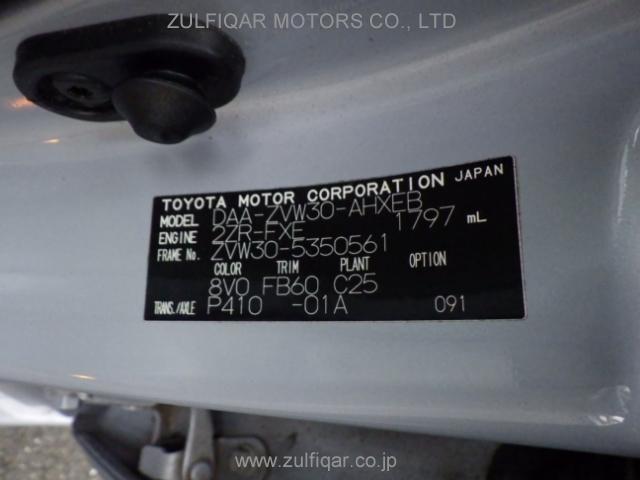 ZULFIQAR MOTORS CO.,LTD
TOYOTA MOTOR CORPORATION JAPAN
MODEL DAA-ZVW30-AHXEB
ENGINE 2ZR-FXE 1797 mL
FRAME No. ZVW30-5350561
COLOR TRIM PLANT OPTION
8V0 FB60 C25
TRANS./AXLE P410 -01A 091
www.zulfiqar.co.jp